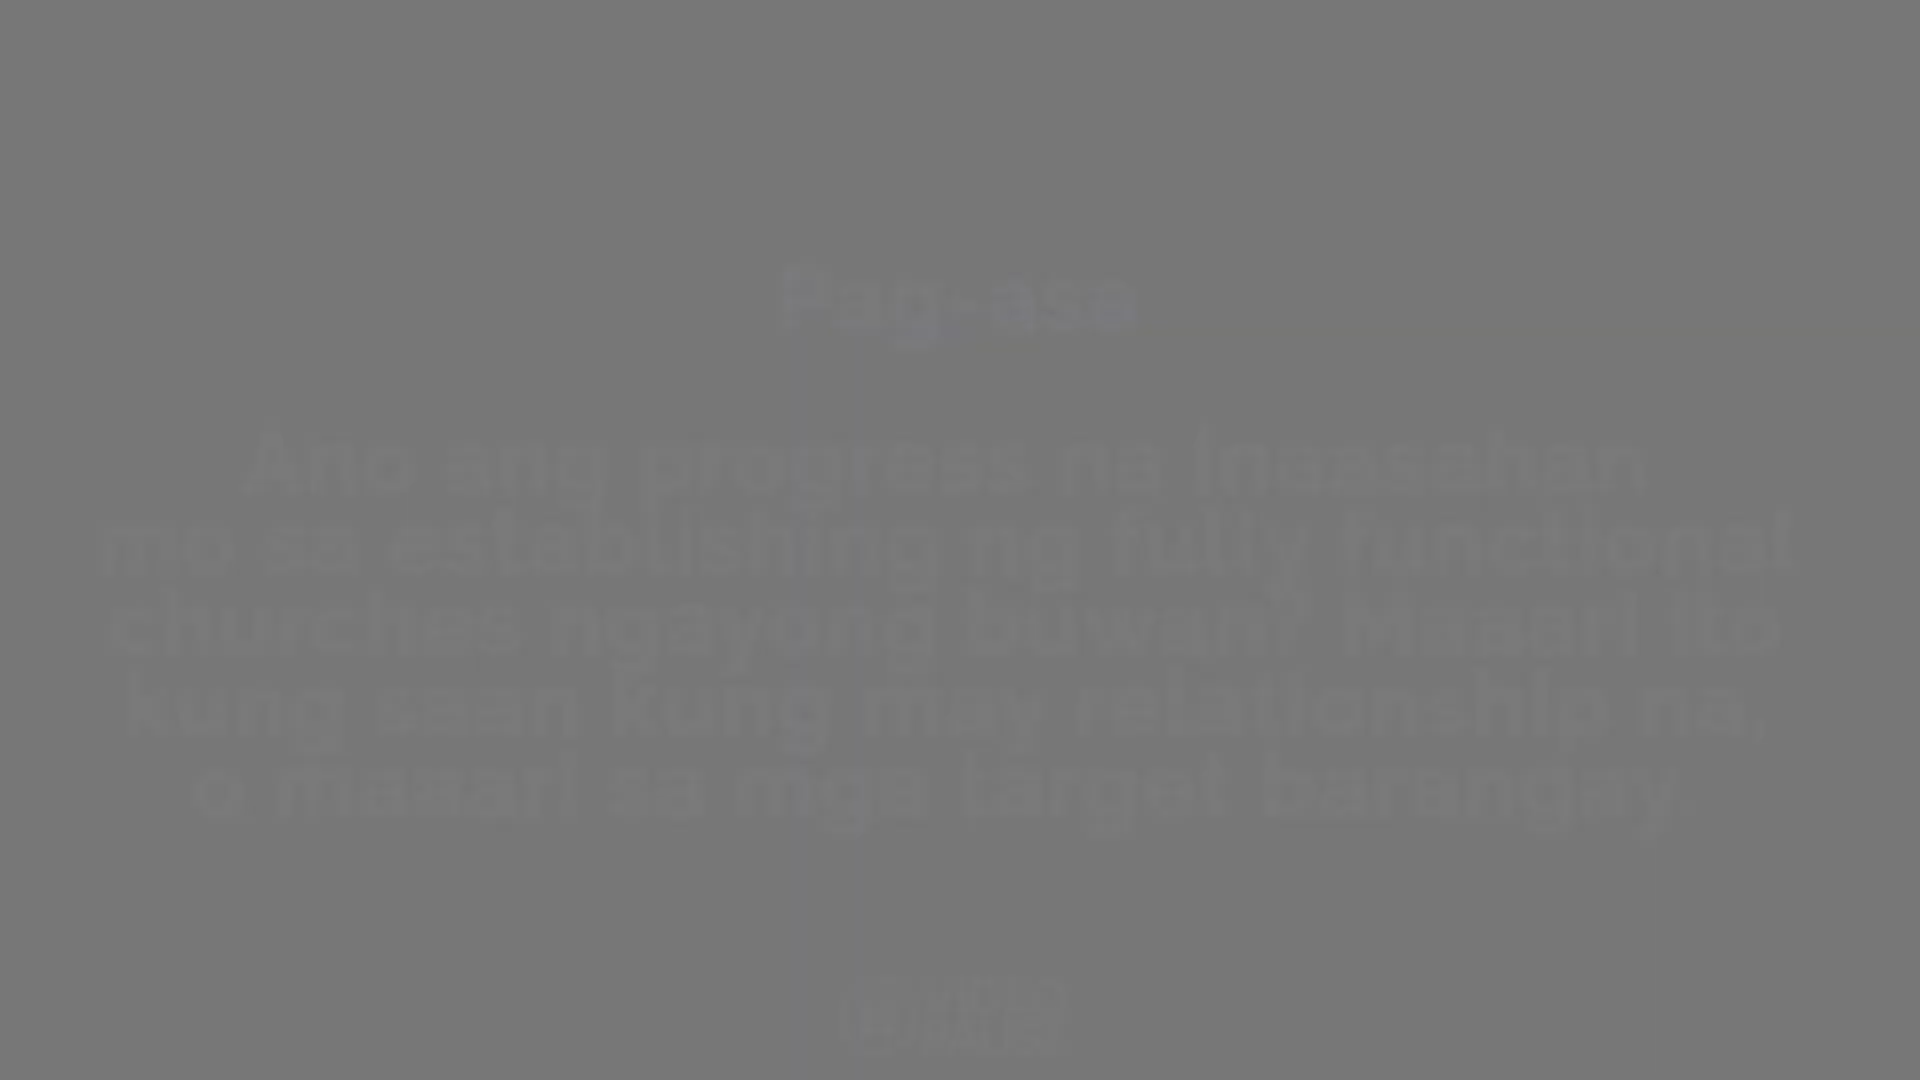 Pag-asa
Ano ang progress na inaasahan
mo sa establishing ng fully functional
churches ngayong buwan? Maaari ito
kung saan kung may relationship na,
o maaari sa mga target barangay